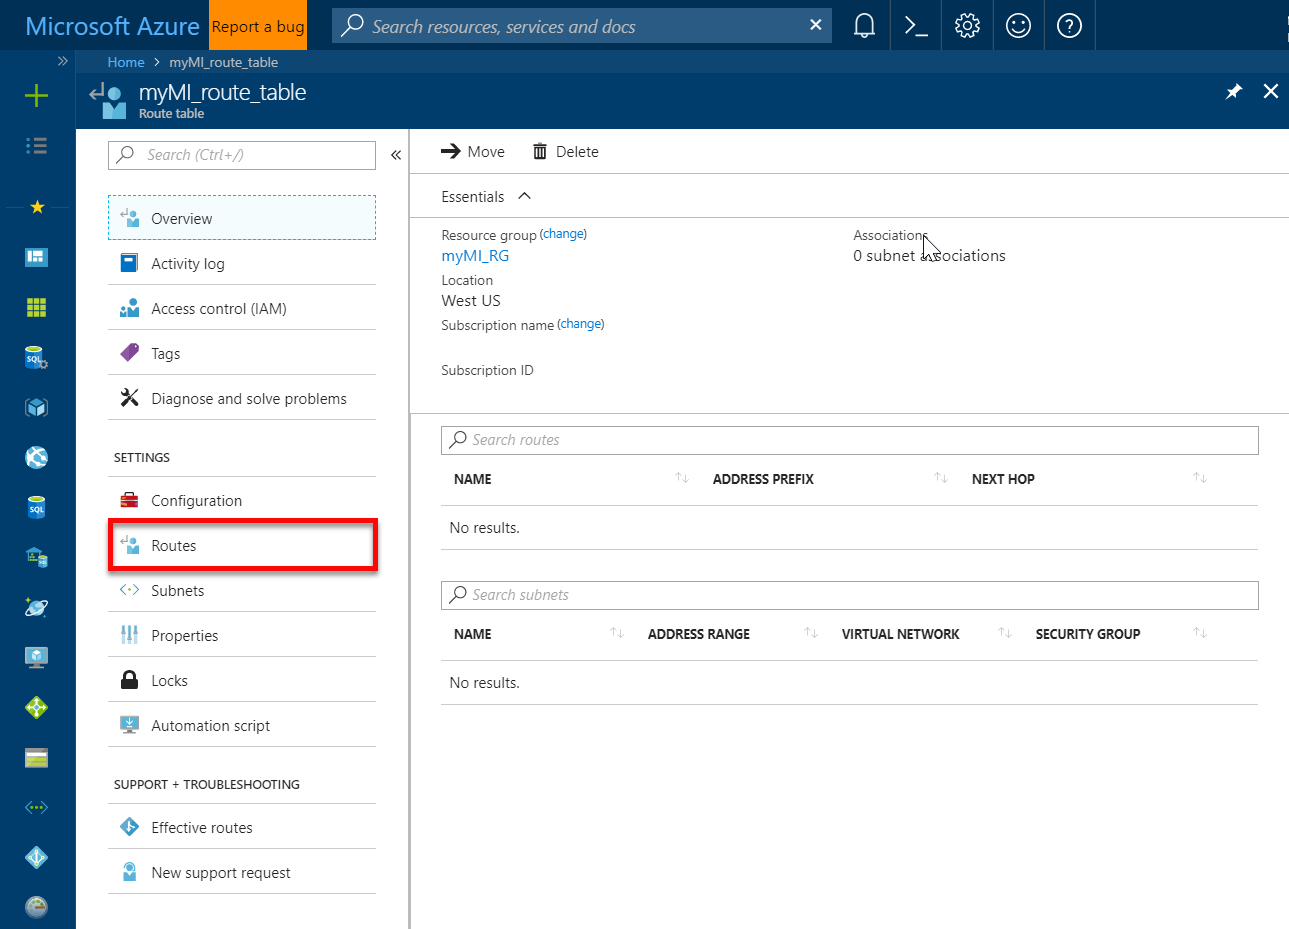 Microsoft Azure
Report a bug
Search resources, services and docs
Home > myMI_route_table
myMI_route_table
Route table
Search (Ctrl+/)
Overview
Activity log
Access control (IAM)
Tags
Diagnose and solve problems
SETTINGS
Configuration
Routes
Subnets
Properties
Locks
Automation script
SUPPORT + TROUBLESHOOTING
Effective routes
New support request
Move
Delete
Essentials
Resource group (change)
myMI_RG
Location
West US
Subscription name (change)
Subscription ID
Associations
0 subnet associations
Search routes
NAME ADDRESS PREFIX NEXT HOP
No results.
Search subnets
NAME ADDRESS RANGE VIRTUAL NETWORK SECURITY GROUP
No results.
SQL
SQL